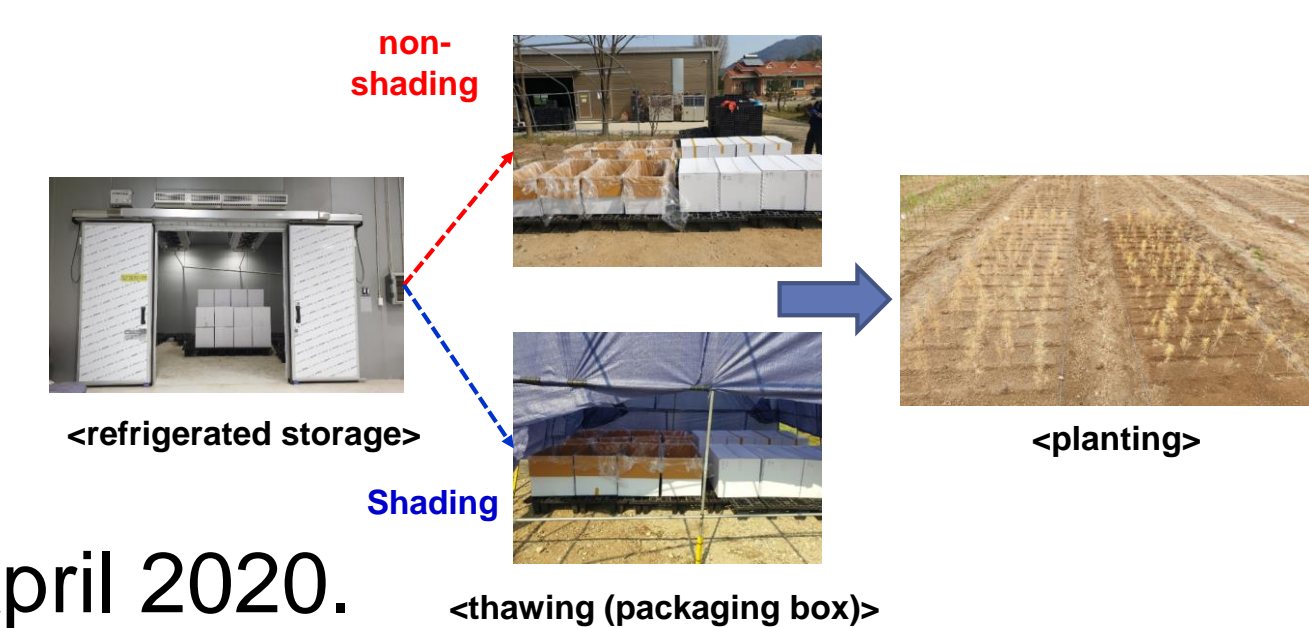 non-
shading
<refrigerated storage>
Shading
<planting>
pril 2020.
<thawing (packaging box)>